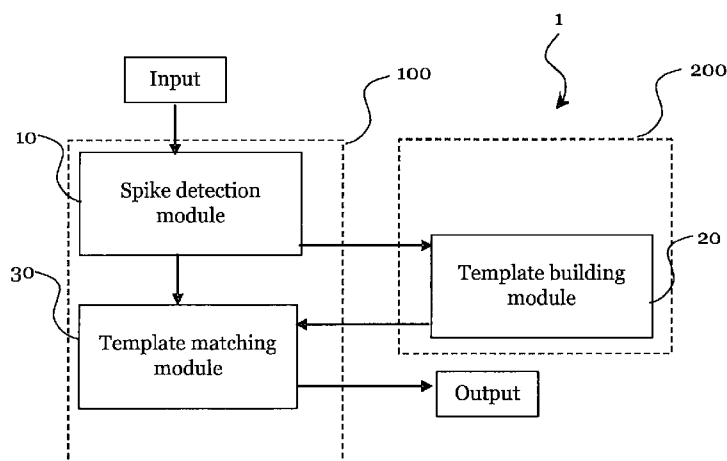 1
Input
100
200
10
Spike detection
module
20
Template building
module
30
Template matching
module
Output